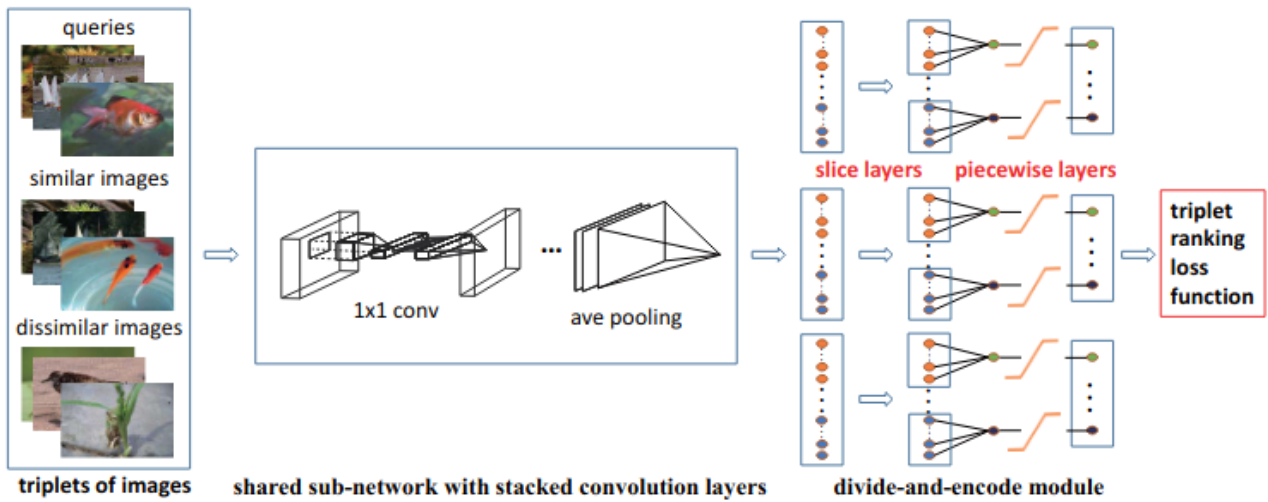 queries
similar images
dissimilar images
triplets of images
1x1 conv
...
ave pooling
shared sub-network with stacked convolution layers
slice layers
piecewise layers
divide-and-encode module
triplet
ranking
loss
function